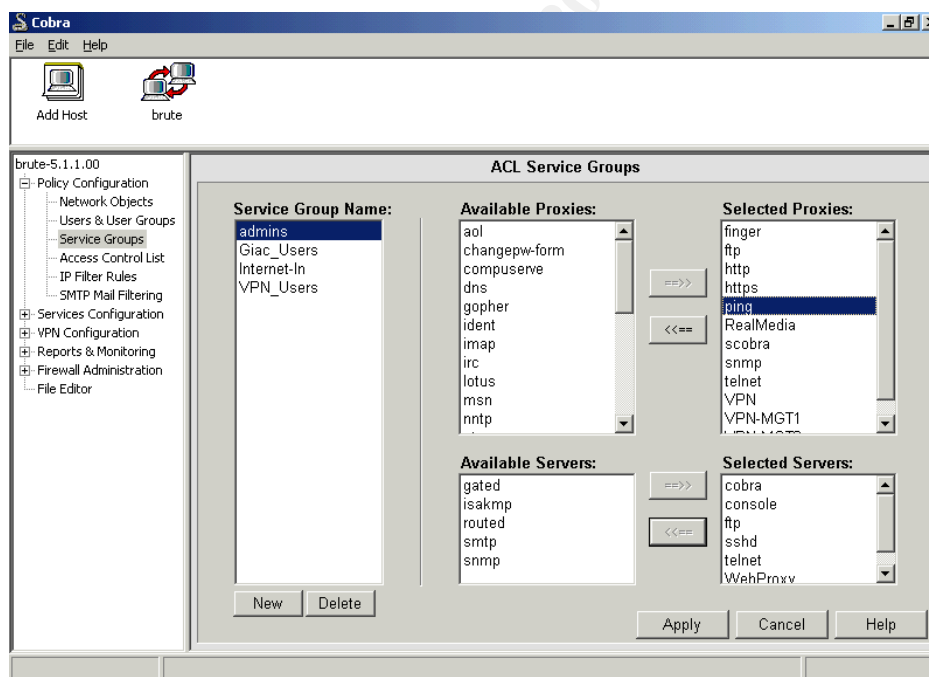 Cobra
File Edit Help
Add Host
brute
brute-5.1.1.00
Policy Configuration
Network Objects
Users & User Groups
Service Groups
Access Control List
IP Filter Rules
SMTP Mail Filtering
Services Configuration
VPN Configuration
Reports & Monitoring
Firewall Administration
File Editor
ACL Service Groups
Service Group Name:
admins
Giac_Users
Internet-In
VPN_Users
New
Delete
Available Proxies:
aol
changepw-form
compuserve
dns
gopher
ident
imap
irc
lotus
msn
nntp
==>>
<<==
Selected Proxies:
finger
ftp
http
https
ping
RealMedia
scobra
snmp
telnet
VPN
VPN-MGT1
Available Servers:
gated
isakmp
routed
smtp
snmp
==>>
<<==
Selected Servers:
cobra
console
ftp
sshd
telnet
WebProxy
Apply
Cancel
Help